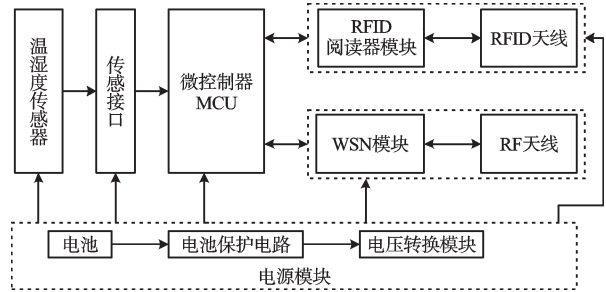 温湿度传感器
传感接口
微控制器
MCU
RFID
阅读器模块
RFID天线
WSN模块
RF天线
电池
电池保护电路
电压转换模块
电源模块